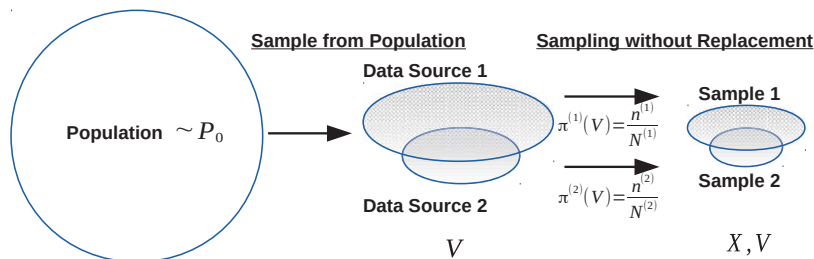 Sample from Population
Sampling without Replacement
Data Source 1
Sample 1
π⁽¹⁾(V)=n⁽¹⁾/N⁽¹⁾
Population ~P₀
π⁽²⁾(V)=n⁽²⁾/N⁽²⁾
Sample 2
Data Source 2
V
X,V